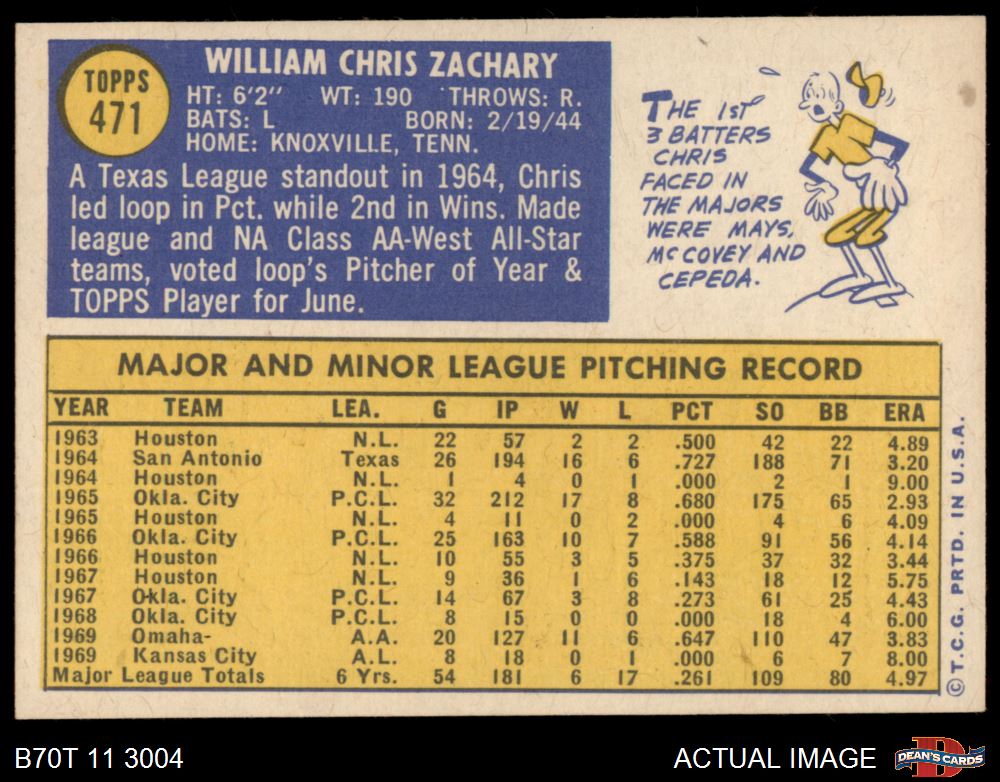 TOPPS
471
WILLIAM CHRIS ZACHARY
HT: 6'2" WT: 190 THROWS: R.
BATS: L BORN: 2/19/44
HOME: KNOXVILLE, TENN.
A Texas League standout in 1964, Chris
led loop in Pct. while 2nd in Wins. Made
league and NA Class AA-West All-Star
teams, voted loop's Pitcher of Year &
TOPPS Player for June.
THE 1ST
3 BATTERS
CHRIS
FACED IN
THE MAJORS
WERE MAYS,
McCOVEY AND
CEPEDA.
MAJOR AND MINOR LEAGUE PITCHING RECORD
YEAR TEAM LEA. G IP W L PCT SO BB ERA
1963 Houston N.L. 22 57 2 2 .500 42 22 4.89
1964 San Antonio Texas 26 194 16 6 .727 188 71 3.20
1964 Houston N.L. 1 4 0 1 .000 2 1 9.00
1965 Okla. City P.C.L. 32 212 17 8 .680 175 65 2.93
1965 Houston N.L. 4 11 0 2 .000 4 6 4.09
1966 Okla. City P.C.L. 25 163 10 7 .588 91 56 4.14
1966 Houston N.L. 10 55 3 5 .375 37 32 3.44
1967 Houston N.L. 9 36 1 6 .143 18 12 5.75
1967 Okla. City P.C.L. 14 67 3 8 .273 61 25 4.43
1968 Okla. City P.C.L. 8 15 0 0 .000 18 4 6.00
1969 Omaha- A.A. 20 127 11 6 .647 110 47 3.83
1969 Kansas City A.L. 8 18 0 1 .000 6 7 8.00
Major League Totals 6 Yrs. 54 181 6 17 .261 109 80 4.97
© T.C.G. PRTD. IN U.S.A.
B70T 11 3004
ACTUAL IMAGE
D
DEAN'S CARDS